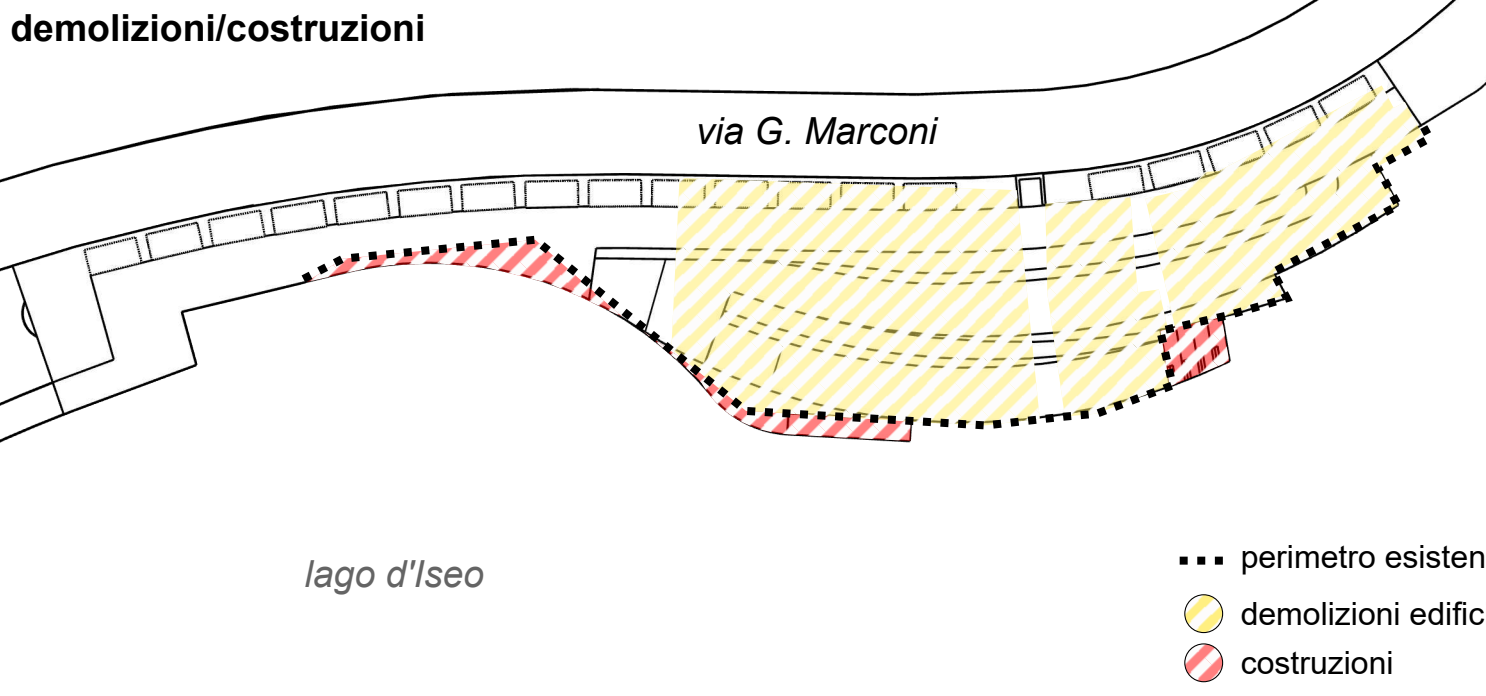 demolizioni/costruzioni
via G. Marconi
lago d'Iseo
perimetro esisten
demolizioni edific
costruzioni